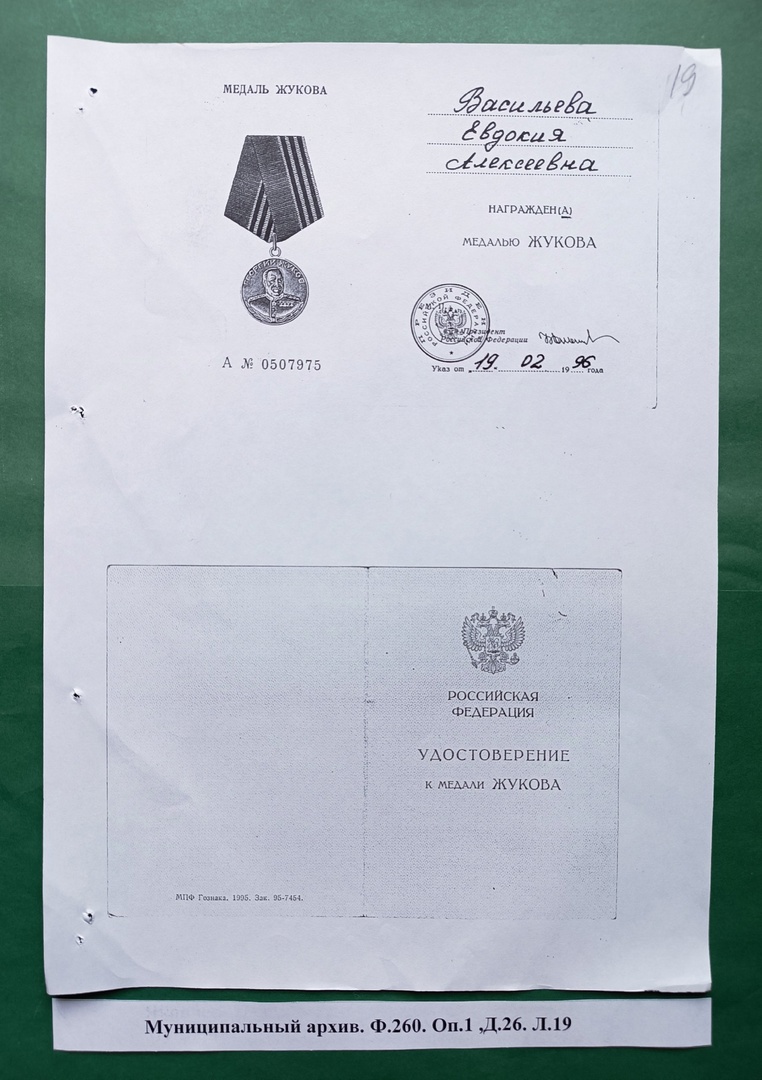 19
МЕДАЛЬ ЖУКОВА
ГЕОРГИЙ ЖУКОВ
А № 0507975
Васильева
Евдокия
Алексеевна
НАГРАЖДЕН(А)
МЕДАЛЬЮ ЖУКОВА
Президент
Российской Федерации
Указ от 19. 02 1996 года
РОССИЙСКАЯ
ФЕДЕРАЦИЯ
УДОСТОВЕРЕНИЕ
К МЕДАЛИ ЖУКОВА
МПФ Гознака. 1995. Зак. 95-7454.
Муниципальный архив. Ф.260. Оп.1 ,Д.26. Л.19